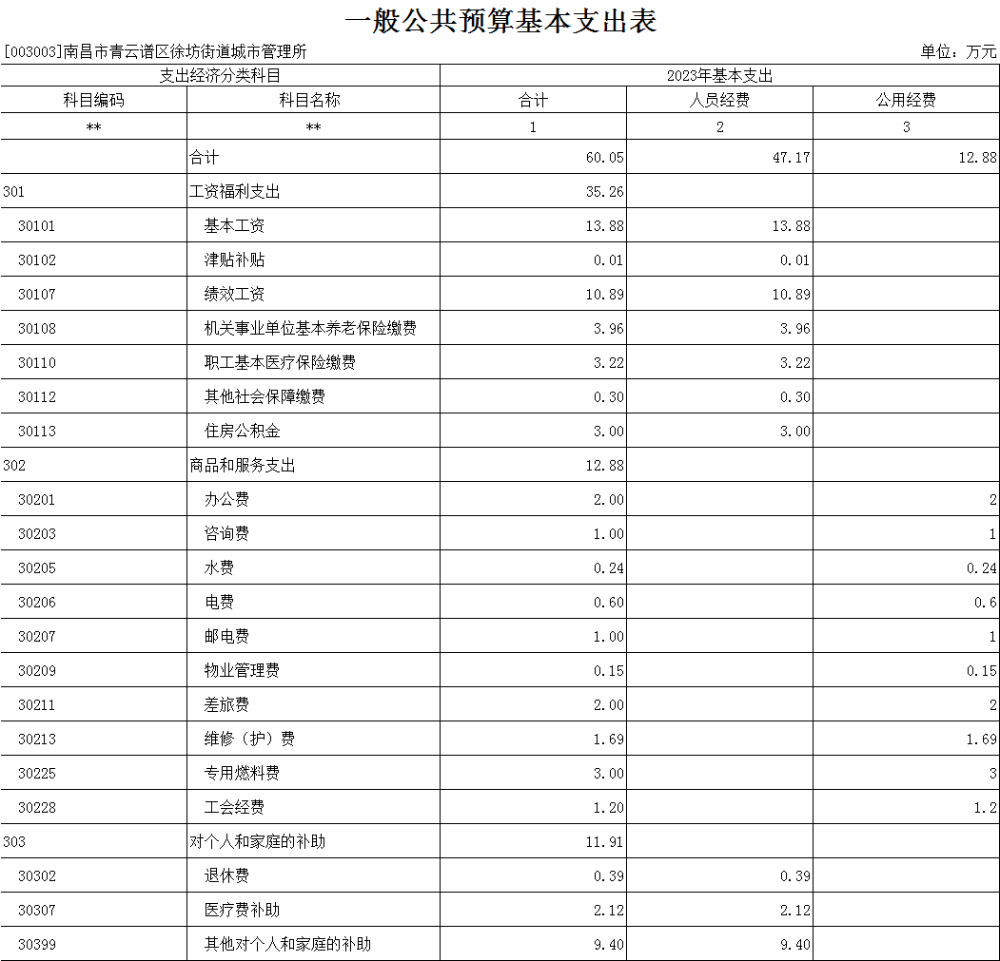 一般公共预算基本支出表
[003003]南昌市青云谱区徐坊街道城市管理所 单位：万元
支出经济分类科目 2023年基本支出
科目编码 科目名称 合计 人员经费 公用经费
** ** 1 2 3
合计 60.05 47.17 12.88
301 工资福利支出 35.26
30101 基本工资 13.88 13.88
30102 津贴补贴 0.01 0.01
30107 绩效工资 10.89 10.89
30108 机关事业单位基本养老保险缴费 3.96 3.96
30110 职工基本医疗保险缴费 3.22 3.22
30112 其他社会保障缴费 0.30 0.30
30113 住房公积金 3.00 3.00
302 商品和服务支出 12.88
30201 办公费 2.00 2
30203 咨询费 1.00 1
30205 水费 0.24 0.24
30206 电费 0.60 0.6
30207 邮电费 1.00 1
30209 物业管理费 0.15 0.15
30211 差旅费 2.00 2
30213 维修（护）费 1.69 1.69
30225 专用燃料费 3.00 3
30228 工会经费 1.20 1.2
303 对个人和家庭的补助 11.91
30302 退休费 0.39 0.39
30307 医疗费补助 2.12 2.12
30399 其他对个人和家庭的补助 9.40 9.40